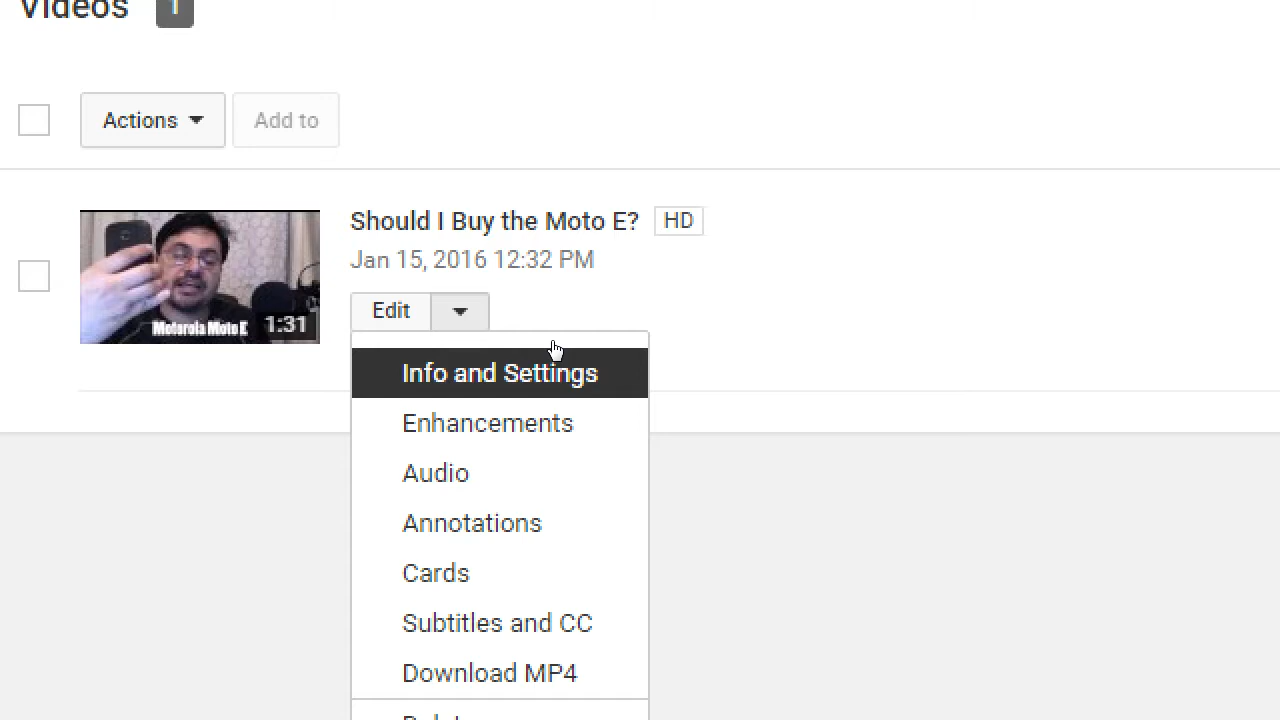 Videos 1
Actions Add to
Should I Buy the Moto E? HD
Jan 15, 2016 12:32 PM
Motorola Moto E 1:31
Edit
Info and Settings
Enhancements
Audio
Annotations
Cards
Subtitles and CC
Download MP4